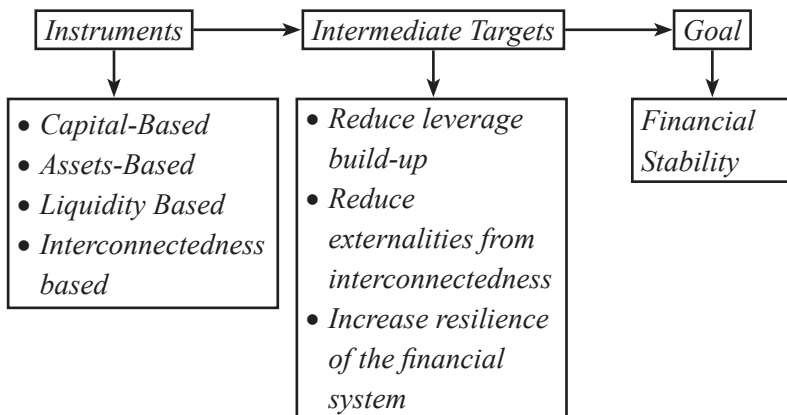 Instruments
Intermediate Targets
Goal
• Capital-Based
• Assets-Based
• Liquidity Based
• Interconnectedness
based
• Reduce leverage
build-up
• Reduce
externalities from
interconnectedness
• Increase resilience
of the financial
system
Financial
Stability